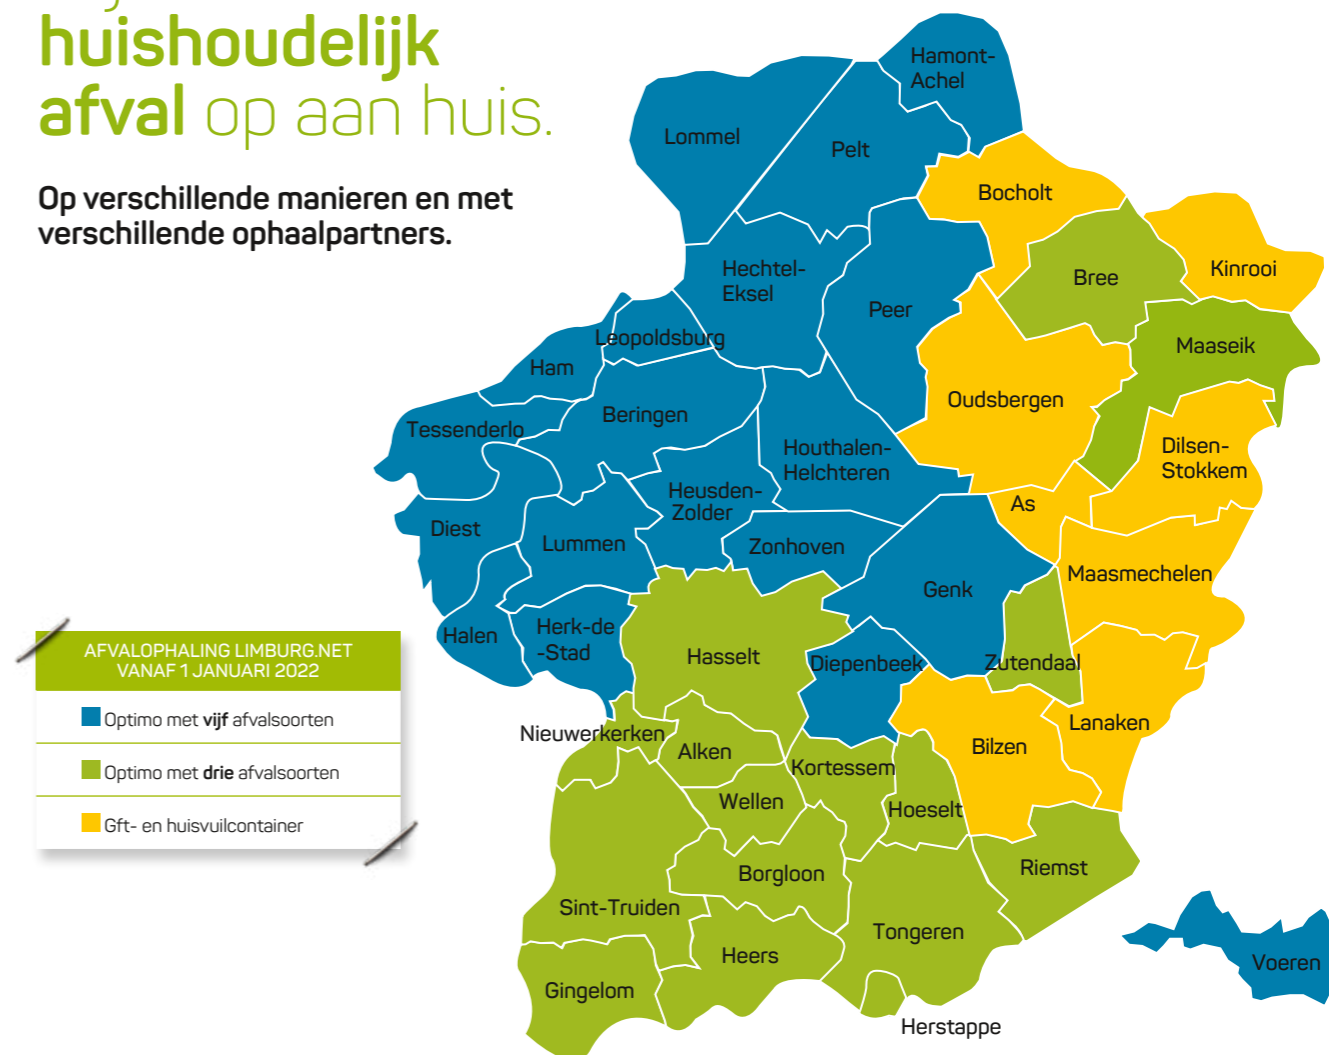 huishoudelijk
afval op aan huis.
Op verschillende manieren en met
verschillende ophaalpartners.
Hamont-
Achel
Lommel
Pelt
Bocholt
Hechtel-
Eksel
Bree
Kinrooi
Peer
Leopoldsburg
Maaseik
Ham
Oudsbergen
Beringen
Tessenderlo
Houthalen-
Helchteren
Dilsen-
Stokkem
Heusden-
Zolder
As
Diest
Lummen
Zonhoven
Maasmechelen
Genk
Halen
Herk-de
-Stad
Hasselt
Diepenbeek
Zutendaal
AFVALOPHALING LIMBURG.NET
VANAF 1 JANUARI 2022
Optimo met vijf afvalsoorten
Optimo met drie afvalsoorten
Gft- en huisvuilcontainer
Nieuwerkerken
Alken
Lanaken
Bilzen
Kortessem
Wellen
Hoeselt
Borgloon
Riemst
Sint-Truiden
Tongeren
Heers
Voeren
Gingelom
Herstappe